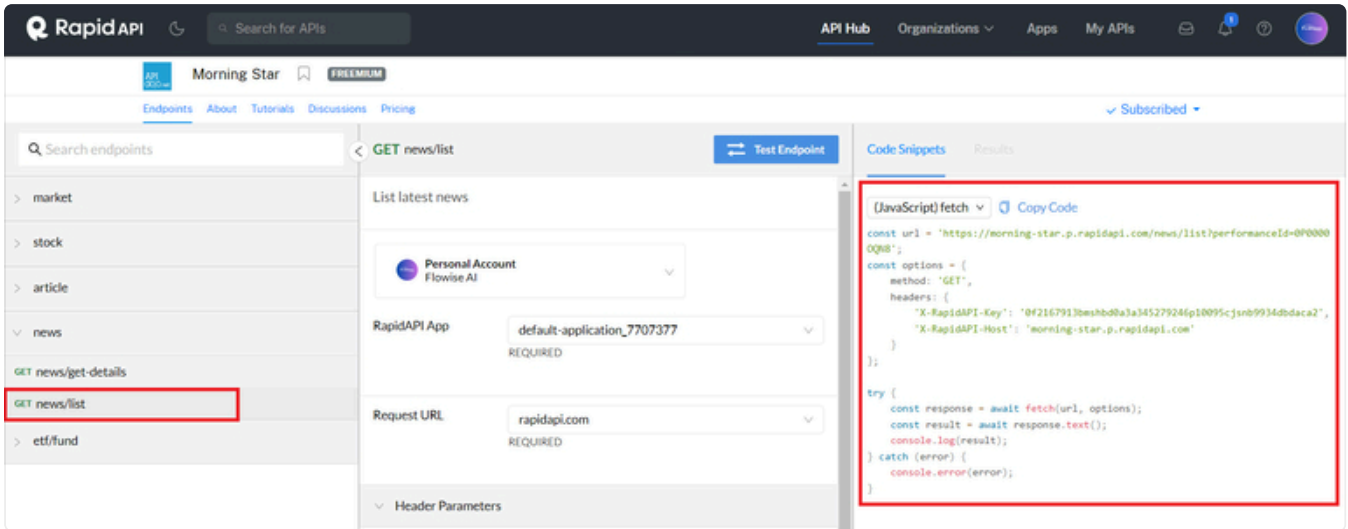 Rapid API
Search for APIs
API Hub
Organizations
Apps
My APIs
1
API
DOJO
Morning Star
FREEMIUM
Endpoints
About
Tutorials
Discussions
Pricing
Subscribed
Search endpoints
market
stock
article
news
GET news/get-details
GET news/list
etf/fund
GET news/list
Test Endpoint
List latest news
Personal Account
Flowise AI
RapidAPI App
default-application_7707377
REQUIRED
Request URL
rapidapi.com
REQUIRED
Header Parameters
Code Snippets
Results
(JavaScript) fetch
Copy Code
const url = 'https://morning-star.p.rapidapi.com/news/list?performanceId=0P0000
OQN8';
const options = {
method: 'GET',
headers: {
'X-RapidAPI-Key': '0f2167913bmshbd0a3a345279246p10095cjsnb9934dbdaca2',
'X-RapidAPI-Host': 'morning-star.p.rapidapi.com'
}
};
try {
const response = await fetch(url, options);
const result = await response.text();
console.log(result);
} catch (error) {
console.error(error);
}